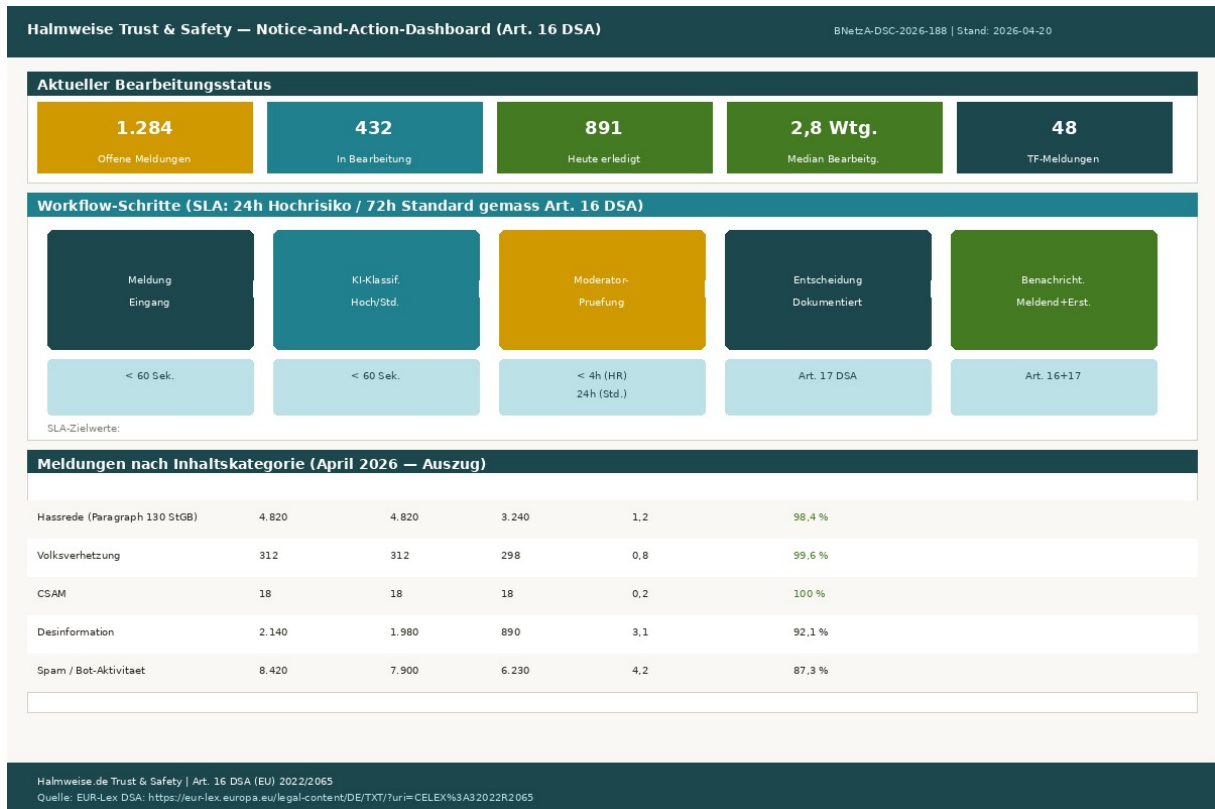 Halmweise Trust & Safety — Notice-and-Action-Dashboard (Art. 16 DSA)
BNetzA-DSC-2026-188 | Stand: 2026-04-20
Aktueller Bearbeitungsstatus
1.284
Offene Meldungen
432
In Bearbeitung
891
Heute erledigt
2,8 Wtg.
Median Bearbeitg.
48
TF-Meldungen
Workflow-Schritte (SLA: 24h Hochrisiko / 72h Standard gemass Art. 16 DSA)
Meldung
Eingang
KI-Klassif.
Hoch/Std.
Moderator-
Pruefung
Entscheidung
Dokumentiert
Benachricht.
Meldend+Erst.
< 60 Sek.
< 60 Sek.
< 4h (HR)
24h (Std.)
Art. 17 DSA
Art. 16+17
SLA-Zielwerte:
Meldungen nach Inhaltskategorie (April 2026 — Auszug)
Hassrede (Paragraph 130 StGB) 4.820 4.820 3.240 1,2 98,4 %
Volksverhetzung 312 312 298 0,8 99,6 %
CSAM 18 18 18 0,2 100 %
Desinformation 2.140 1.980 890 3,1 92,1 %
Spam / Bot-Aktivitaet 8.420 7.900 6.230 4,2 87,3 %
Halmweise.de Trust & Safety | Art. 16 DSA (EU) 2022/2065
Quelle: EUR-Lex DSA: https://eur-lex.europa.eu/legal-content/DE/TXT/?uri=CELEX%3A32022R2065